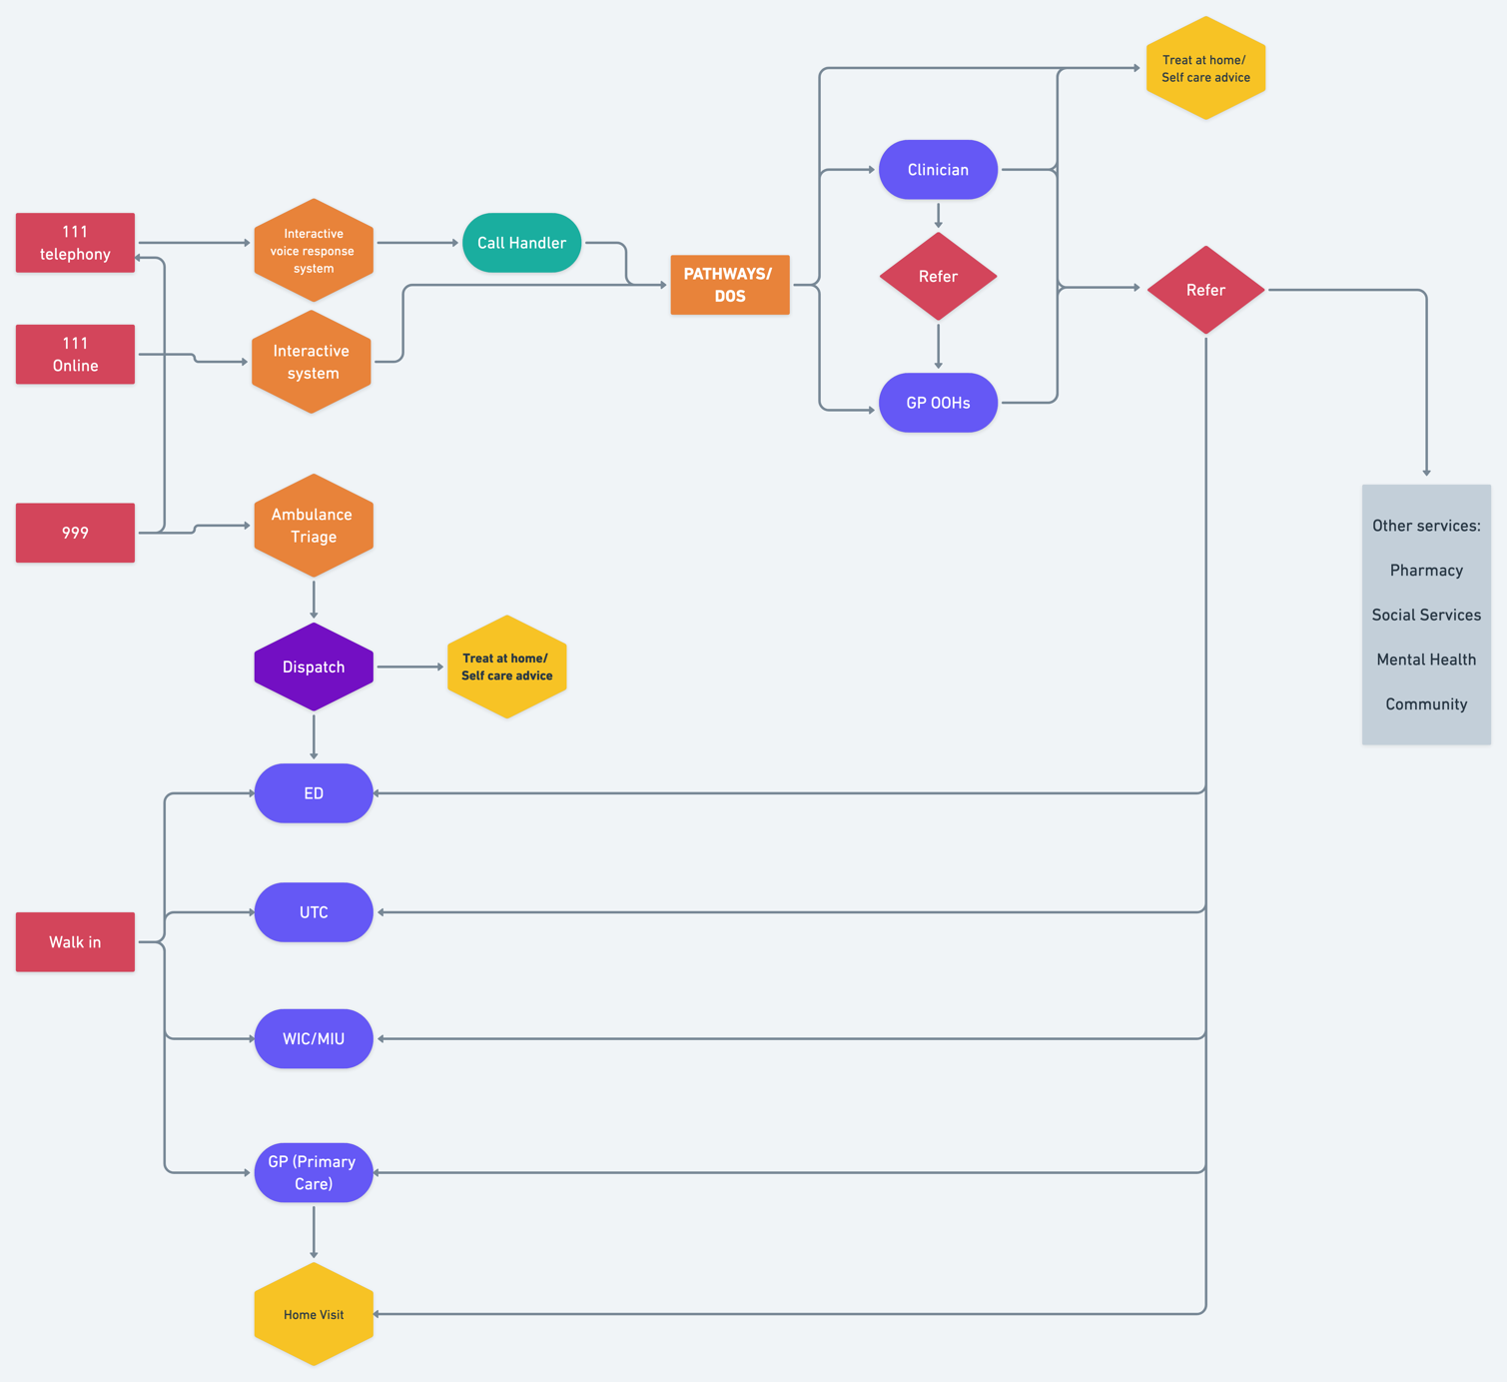 Treat at home/
Self care advice
Clinician
111
telephony
Interactive
voice response
system
Call Handler
PATHWAYS/
DOS
Refer
Refer
111
Online
Interactive
system
GP OOHs
999
Ambulance
Triage
Other services:
Pharmacy
Social Services
Mental Health
Community
Dispatch
Treat at home/
Self care advice
ED
UTC
Walk in
WIC/MIU
GP (Primary
Care)
Home Visit